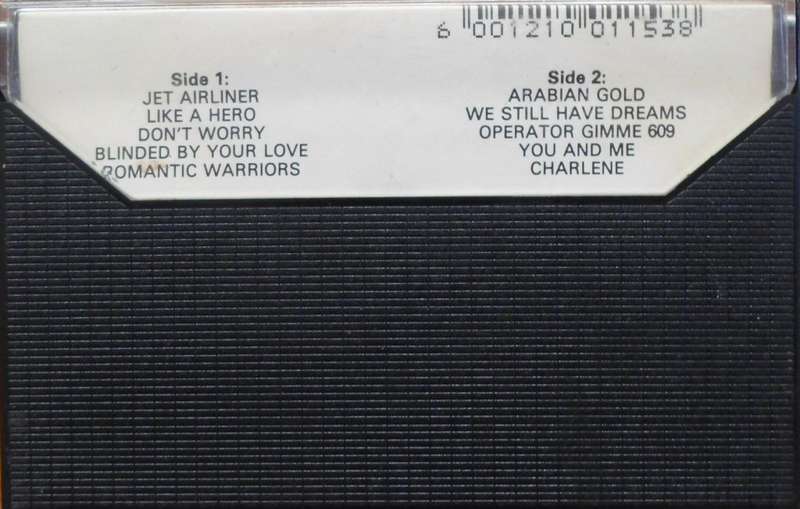 6 001210 011538
Side 1:
JET AIRLINER
LIKE A HERO
DON'T WORRY
BLINDED BY YOUR LOVE
ROMANTIC WARRIORS
Side 2:
ARABIAN GOLD
WE STILL HAVE DREAMS
OPERATOR GIMME 609
YOU AND ME
CHARLENE